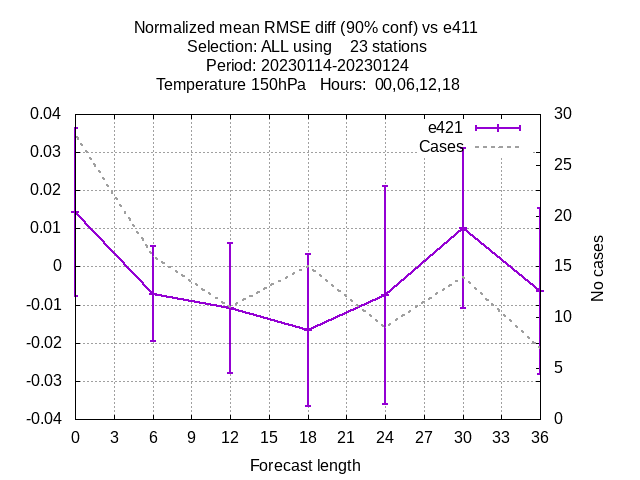 Normalized mean RMSE diff (90% conf) vs e411
Selection: ALL using    23 stations
Period: 20230114-20230124
Temperature 150hPa   Hours:  00,06,12,18
0.04
0.03
0.02
0.01
0
-0.01
-0.02
-0.03
-0.04
e421
Cases
30
25
20
15
10
5
0
No cases
0 3 6 9 12 15 18 21 24 27 30 33 36
Forecast length